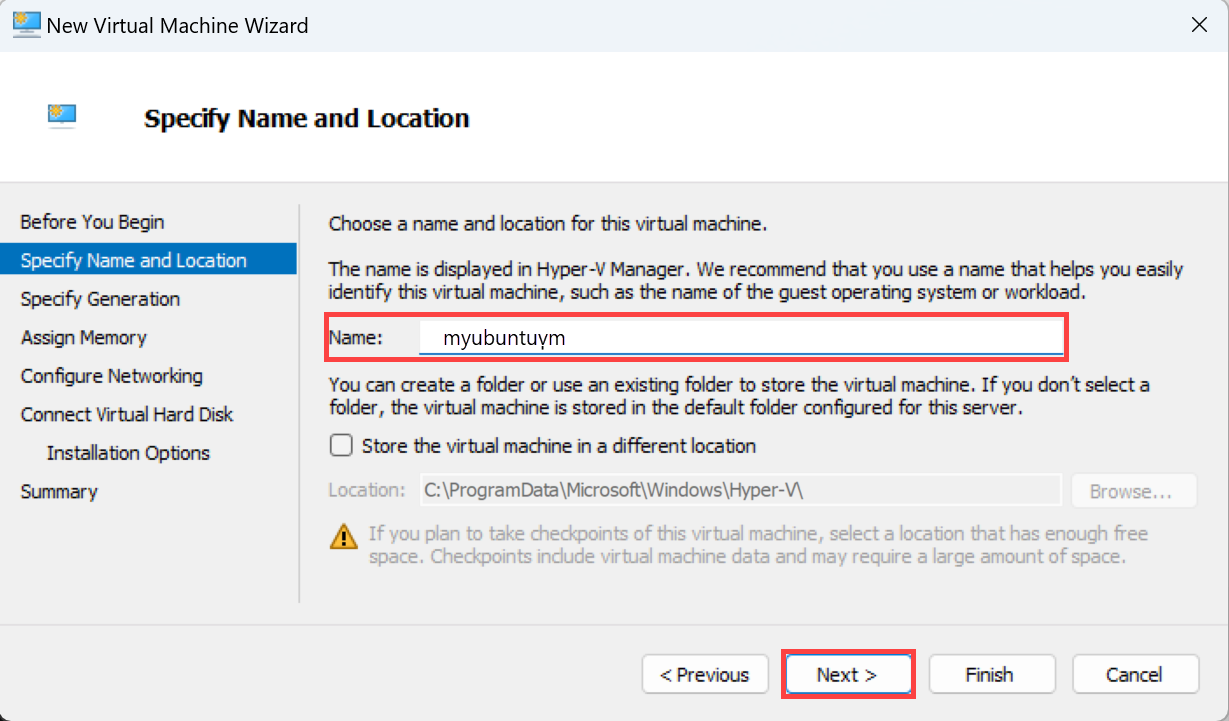 New Virtual Machine Wizard
Specify Name and Location
Before You Begin
Specify Name and Location
Specify Generation
Assign Memory
Configure Networking
Connect Virtual Hard Disk
Installation Options
Summary
Choose a name and location for this virtual machine.
The name is displayed in Hyper-V Manager. We recommend that you use a name that helps you easily
identify this virtual machine, such as the name of the guest operating system or workload.
Name: myubuntuvm
You can create a folder or use an existing folder to store the virtual machine. If you don't select a
folder, the virtual machine is stored in the default folder configured for this server.
Store the virtual machine in a different location
Location: C:\ProgramData\Microsoft\Windows\Hyper-V\ Browse...
If you plan to take checkpoints of this virtual machine, select a location that has enough free
space. Checkpoints include virtual machine data and may require a large amount of space.
< Previous Next > Finish Cancel